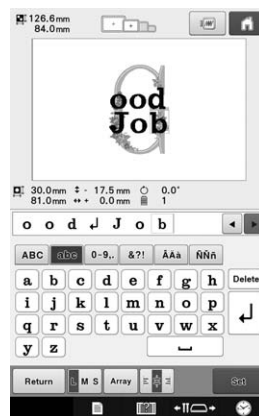 126.6mm
84.0mm
ood
Job
30.0mm ÷ - 17.5mm 0.0°
81.0mm ↔ + 0.0mm 1
o o d ↲ J o b
ABC abc 0-9,. &?! ÄÀä ÑÑñ
a b c d e f g h Delete
i j k l m n o p
q r s t u v w x
y z
Return L M S Array Set